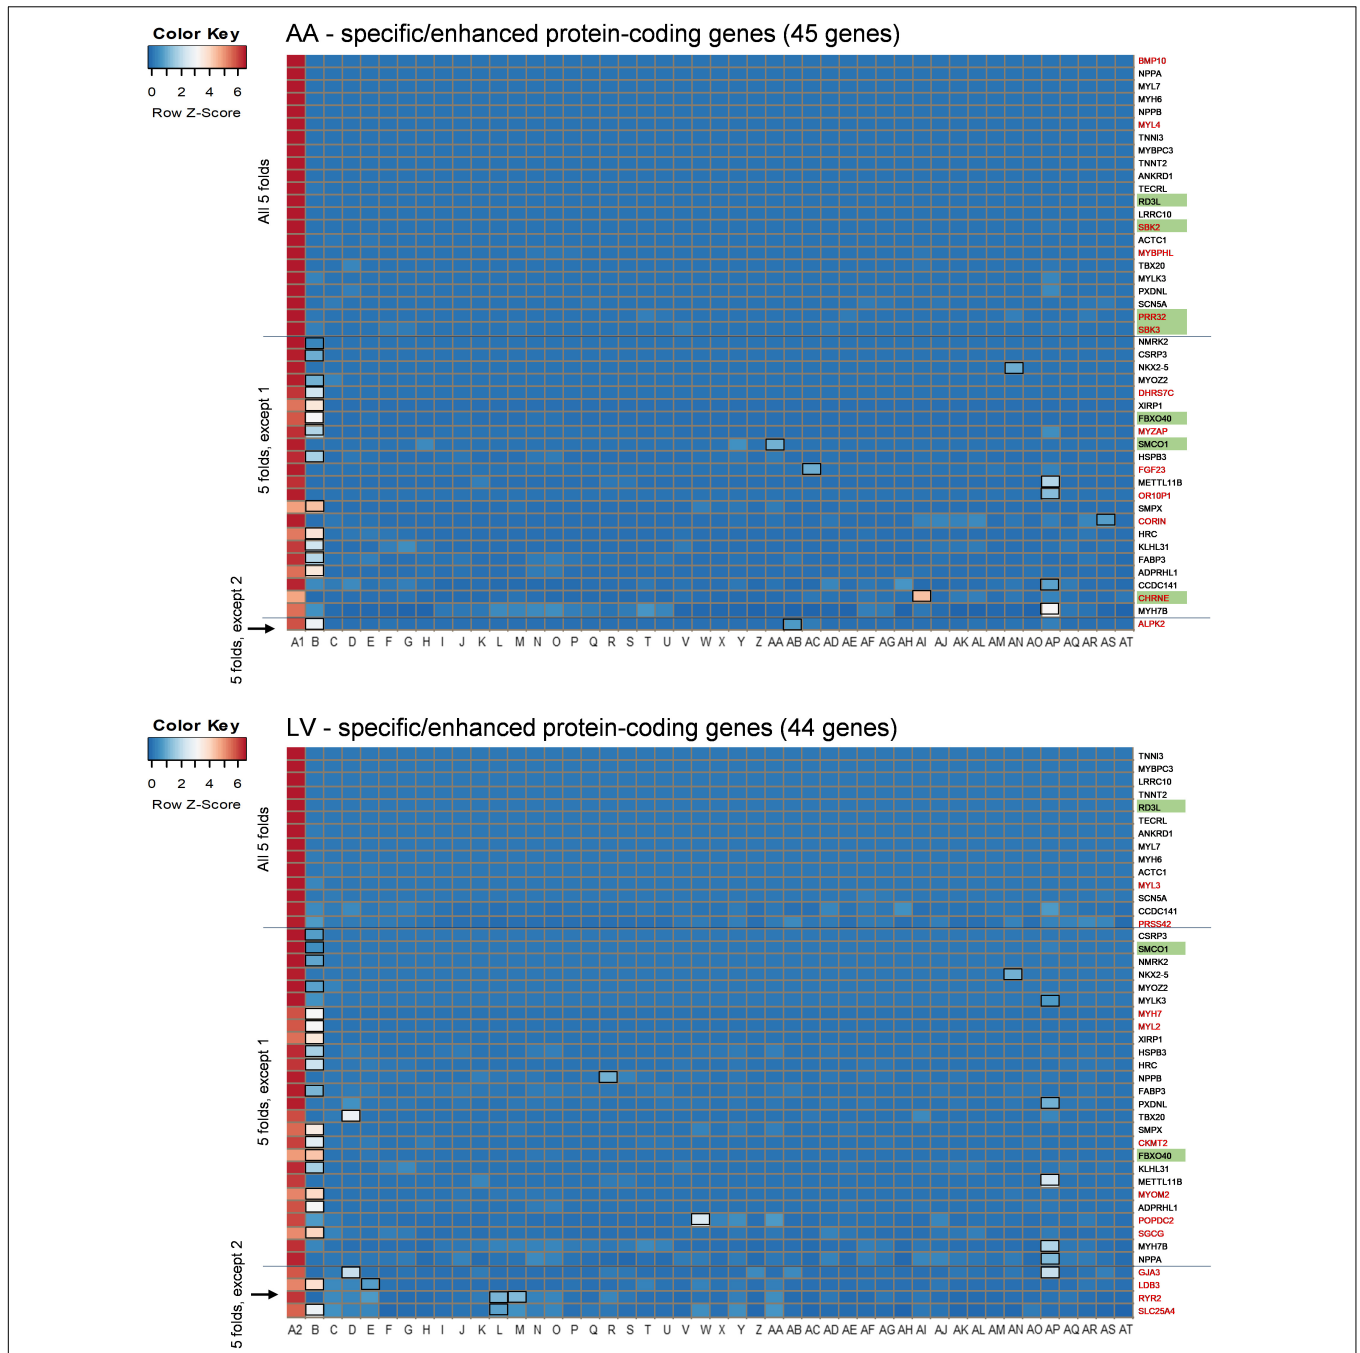 AA - specific/enhanced protein-coding genes (45 genes)
Color Key
0 2 4 6
Row Z-Score
All 5 folds
5 folds, except 1
5 folds, except 2
BMP10
NPPA
MYL7
MYH6
NPPB
MYL4
TNNI3
MYBPC3
TNNT2
ANKRD1
TECRL
RD3L
LRRC10
SBK2
ACTC1
MYBPHL
TBX20
MYLK3
PXDNL
SCN5A
PRR32
SBK3
NMRK2
CSRP3
NKX2-5
MYOZ2
DHRS7C
XIRP1
FBXO40
MYZAP
SMCO1
HSPB3
FGF23
METTL11B
OR10P1
SMPX
CORIN
HRC
KLHL31
FABP3
ADPRHL1
CCDC141
CHRNE
MYH7B
ALPK2
A1 B C D E F G H I J K L M N O P Q R S T U V W X Y Z AA AB AC AD AE AF AG AH AI AJ AK AL AM AN AO AP AQ AR AS AT
LV - specific/enhanced protein-coding genes (44 genes)
Color Key
0 2 4 6
Row Z-Score
All 5 folds
5 folds, except 1
5 folds, except 2
TNNI3
MYBPC3
LRRC10
TNNT2
RD3L
TECRL
ANKRD1
MYL7
MYH6
ACTC1
MYL3
SCN5A
CCDC141
PRSS42
CSRP3
SMCO1
NMRK2
NKX2-5
MYOZ2
MYLK3
MYH7
MYL2
XIRP1
HSPB3
HRC
NPPB
FABP3
PXDNL
TBX20
SMPX
CKMT2
FBXO40
KLHL31
METTL11B
MYOM2
ADPRHL1
POPDC2
SGCG
MYH7B
NPPA
GJA3
LDB3
RYR2
SLC25A4
A2 B C D E F G H I J K L M N O P Q R S T U V W X Y Z AA AB AC AD AE AF AG AH AI AJ AK AL AM AN AO AP AQ AR AS AT